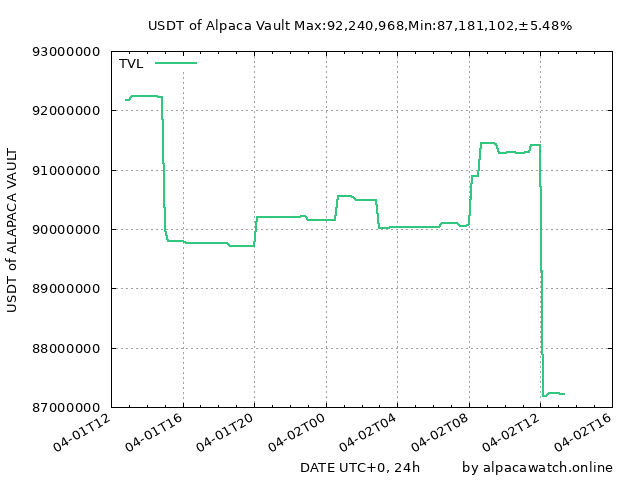 USDT of Alpaca Vault Max:92,240,968,Min:87,181,102,±5.48%
93000000
TVL
92000000
91000000
90000000
89000000
88000000
87000000
USDT of ALAPACA VAULT
04-01T12
04-01T16
04-01T20
04-02T00
04-02T04
04-02T08
04-02T12
04-02T16
DATE UTC+0, 24h
by alpacawatch.online